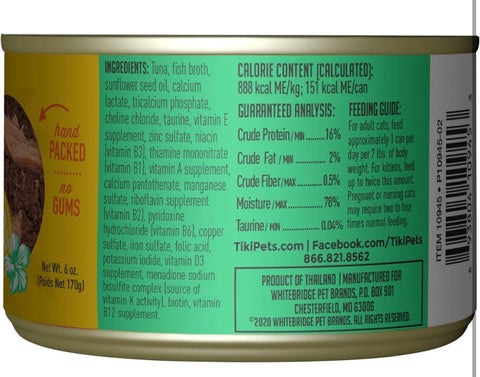 hand
PACKED
no
GUMS
Net Wt. 6 oz.
(Poids Net 170g)
INGREDIENTS: Tuna, fish broth,
sunflower seed oil, calcium
lactate, tricalcium phosphate,
choline chloride, taurine, vitamin E
supplement, zinc sulfate, niacin
(vitamin B3), thiamine mononitrate
(vitamin B1), vitamin A supplement,
calcium pantothenate, manganese
sulfate, riboflavin supplement
(vitamin B2), pyridoxine
hydrochloride (vitamin B6), copper
sulfate, iron sulfate, folic acid,
potassium iodide, vitamin D3
supplement, menadione sodium
bisulfite complex (source of
vitamin K activity), biotin, vitamin
B12 supplement.
CALORIE CONTENT (CALCULATED):
888 kcal ME/kg; 151 kcal ME/can
GUARANTEED ANALYSIS:
Crude Protein/MIN..........16%
Crude Fat/MIN..........2%
Crude Fiber/MAX..........0.5%
Moisture/MAX..........78%
Taurine/MIN..........0.04%
FEEDING GUIDE:
For adult cats, feed
approximately 1 can per
day per 7 lbs. of body
weight. For kittens, feed
up to twice this amount.
Pregnant or nursing cats
may require two to four
times normal feeding.
TikiPets.com | Facebook.com/TikiPets
866.821.8562
PRODUCT OF THAILAND | MANUFACTURED FOR
WHITEBRIDGE PET BRANDS, P.O. BOX 901
CHESTERFIELD, MO 63006
©2020 WHITEBRIDGE PET BRANDS. ALL RIGHTS RESERVED.
ITEM 10945 • P10945-02